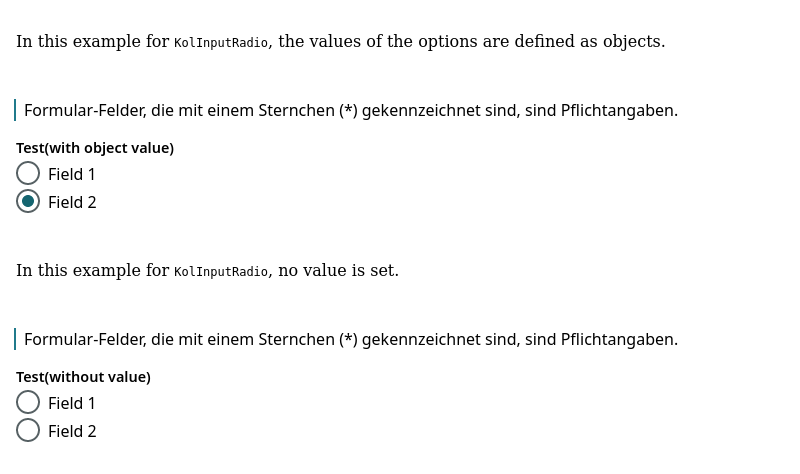 In this example for KolInputRadio, the values of the options are defined as objects.
Formular-Felder, die mit einem Sternchen (*) gekennzeichnet sind, sind Pflichtangaben.
Test(with object value)
Field 1
Field 2
In this example for KolInputRadio, no value is set.
Formular-Felder, die mit einem Sternchen (*) gekennzeichnet sind, sind Pflichtangaben.
Test(without value)
Field 1
Field 2